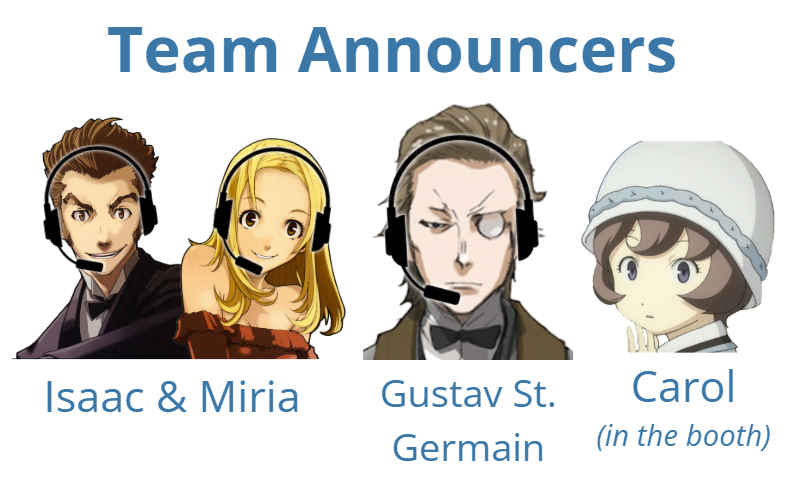 Team Announcers
Isaac & Miria
Gustav St.
Germain
Carol
(in the booth)